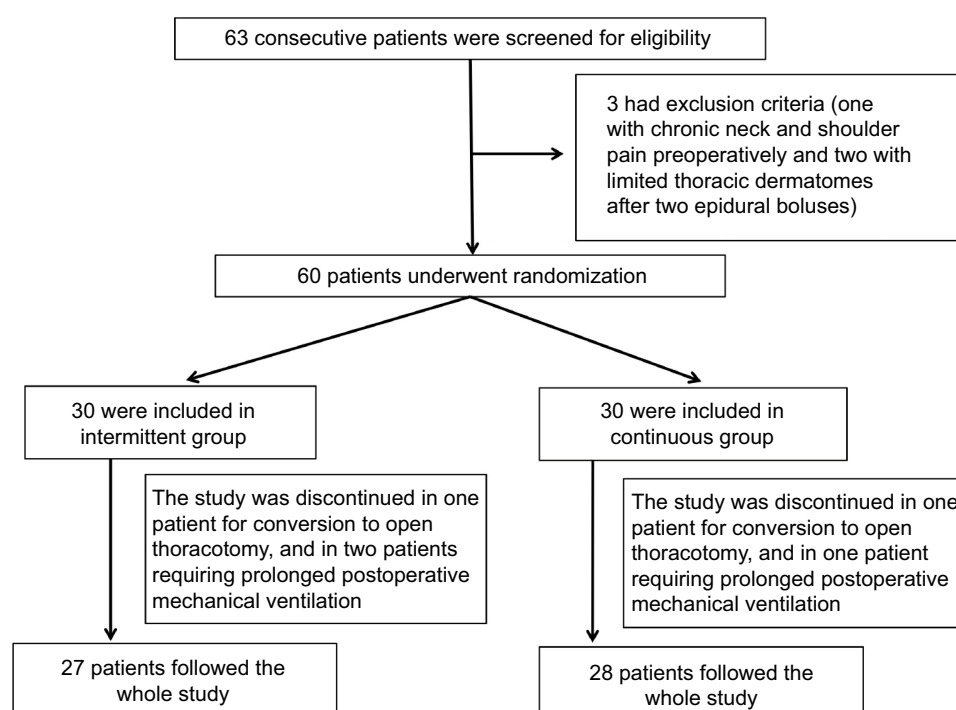 63 consecutive patients were screened for eligibility
3 had exclusion criteria (one
with chronic neck and shoulder
pain preoperatively and two with
limited thoracic dermatomes
after two epidural boluses)
60 patients underwent randomization
30 were included in
intermittent group
30 were included in
continuous group
The study was discontinued in one
patient for conversion to open
thoracotomy, and in two patients
requiring prolonged postoperative
mechanical ventilation
The study was discontinued in one
patient for conversion to open
thoracotomy, and in one patient
requiring prolonged postoperative
mechanical ventilation
27 patients followed the
whole study
28 patients followed the
whole study